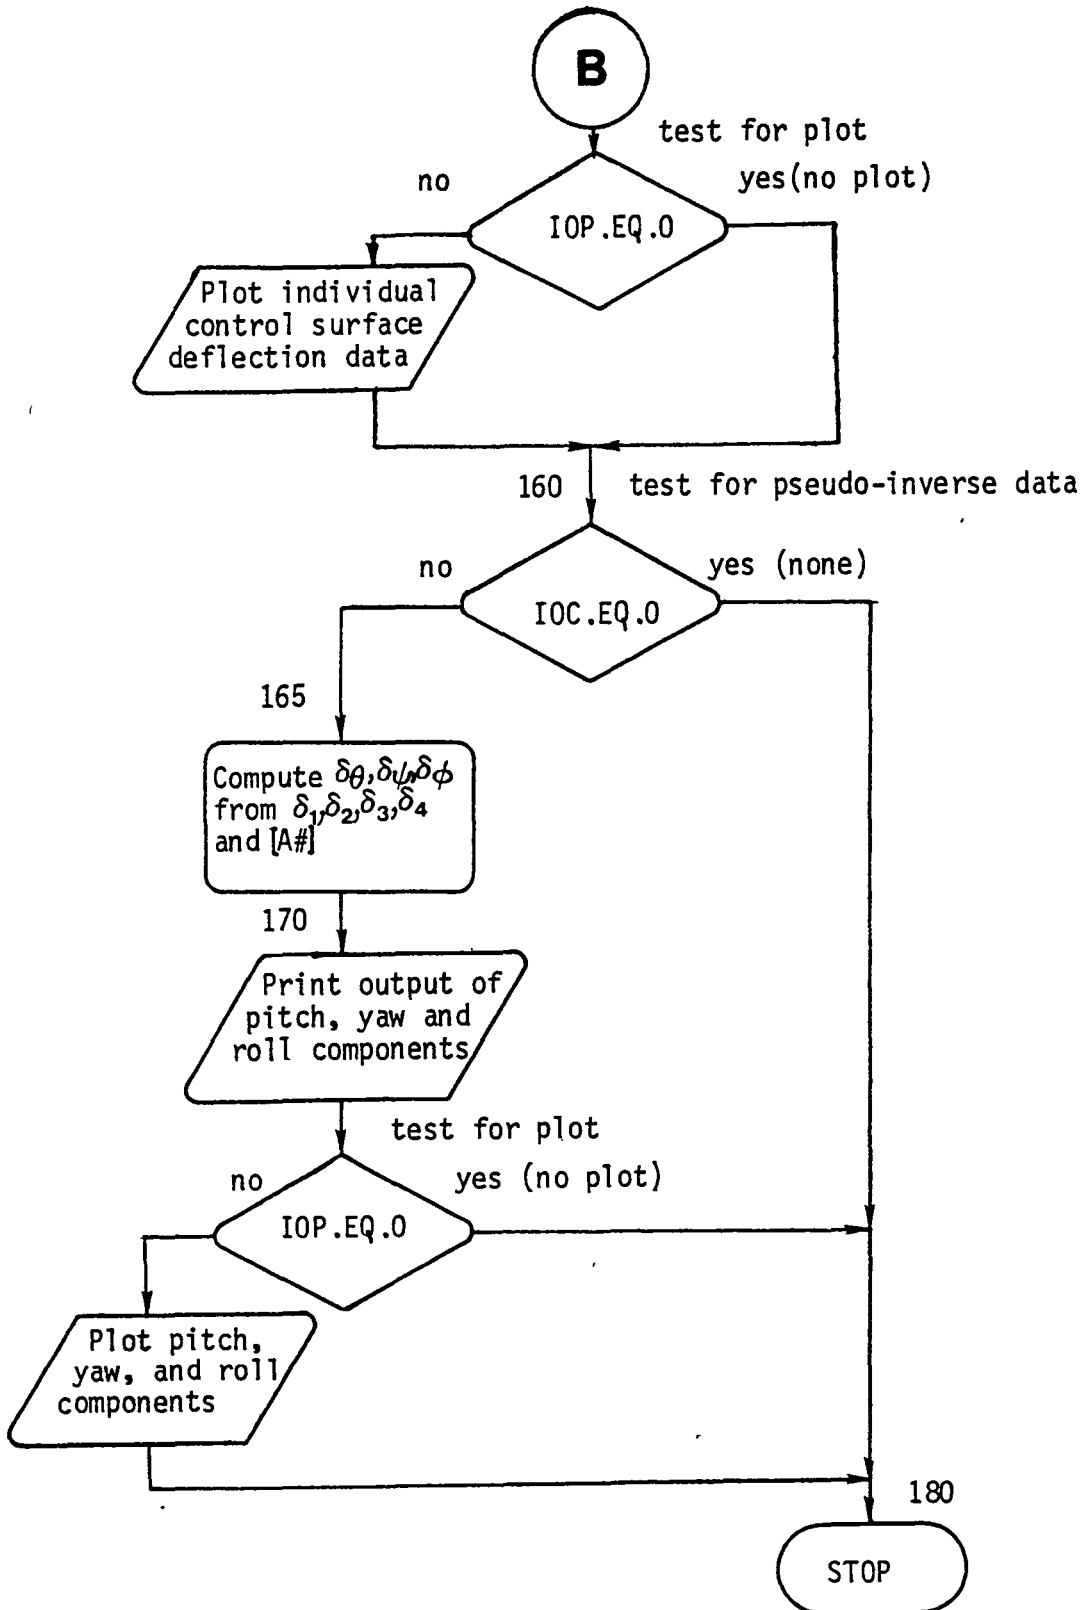 B
test for plot
no
yes(no plot)
IOP.EQ.0
Plot individual
control surface
deflection data
160
test for pseudo-inverse data
no
yes (none)
IOC.EQ.0
165
Compute δθ,δψ,δϕ
from δ₁,δ₂,δ₃,δ₄
and [A#]
170
Print output of
pitch, yaw and
roll components
test for plot
no
yes (no plot)
IOP.EQ.0
Plot pitch,
yaw, and roll
components
180
STOP